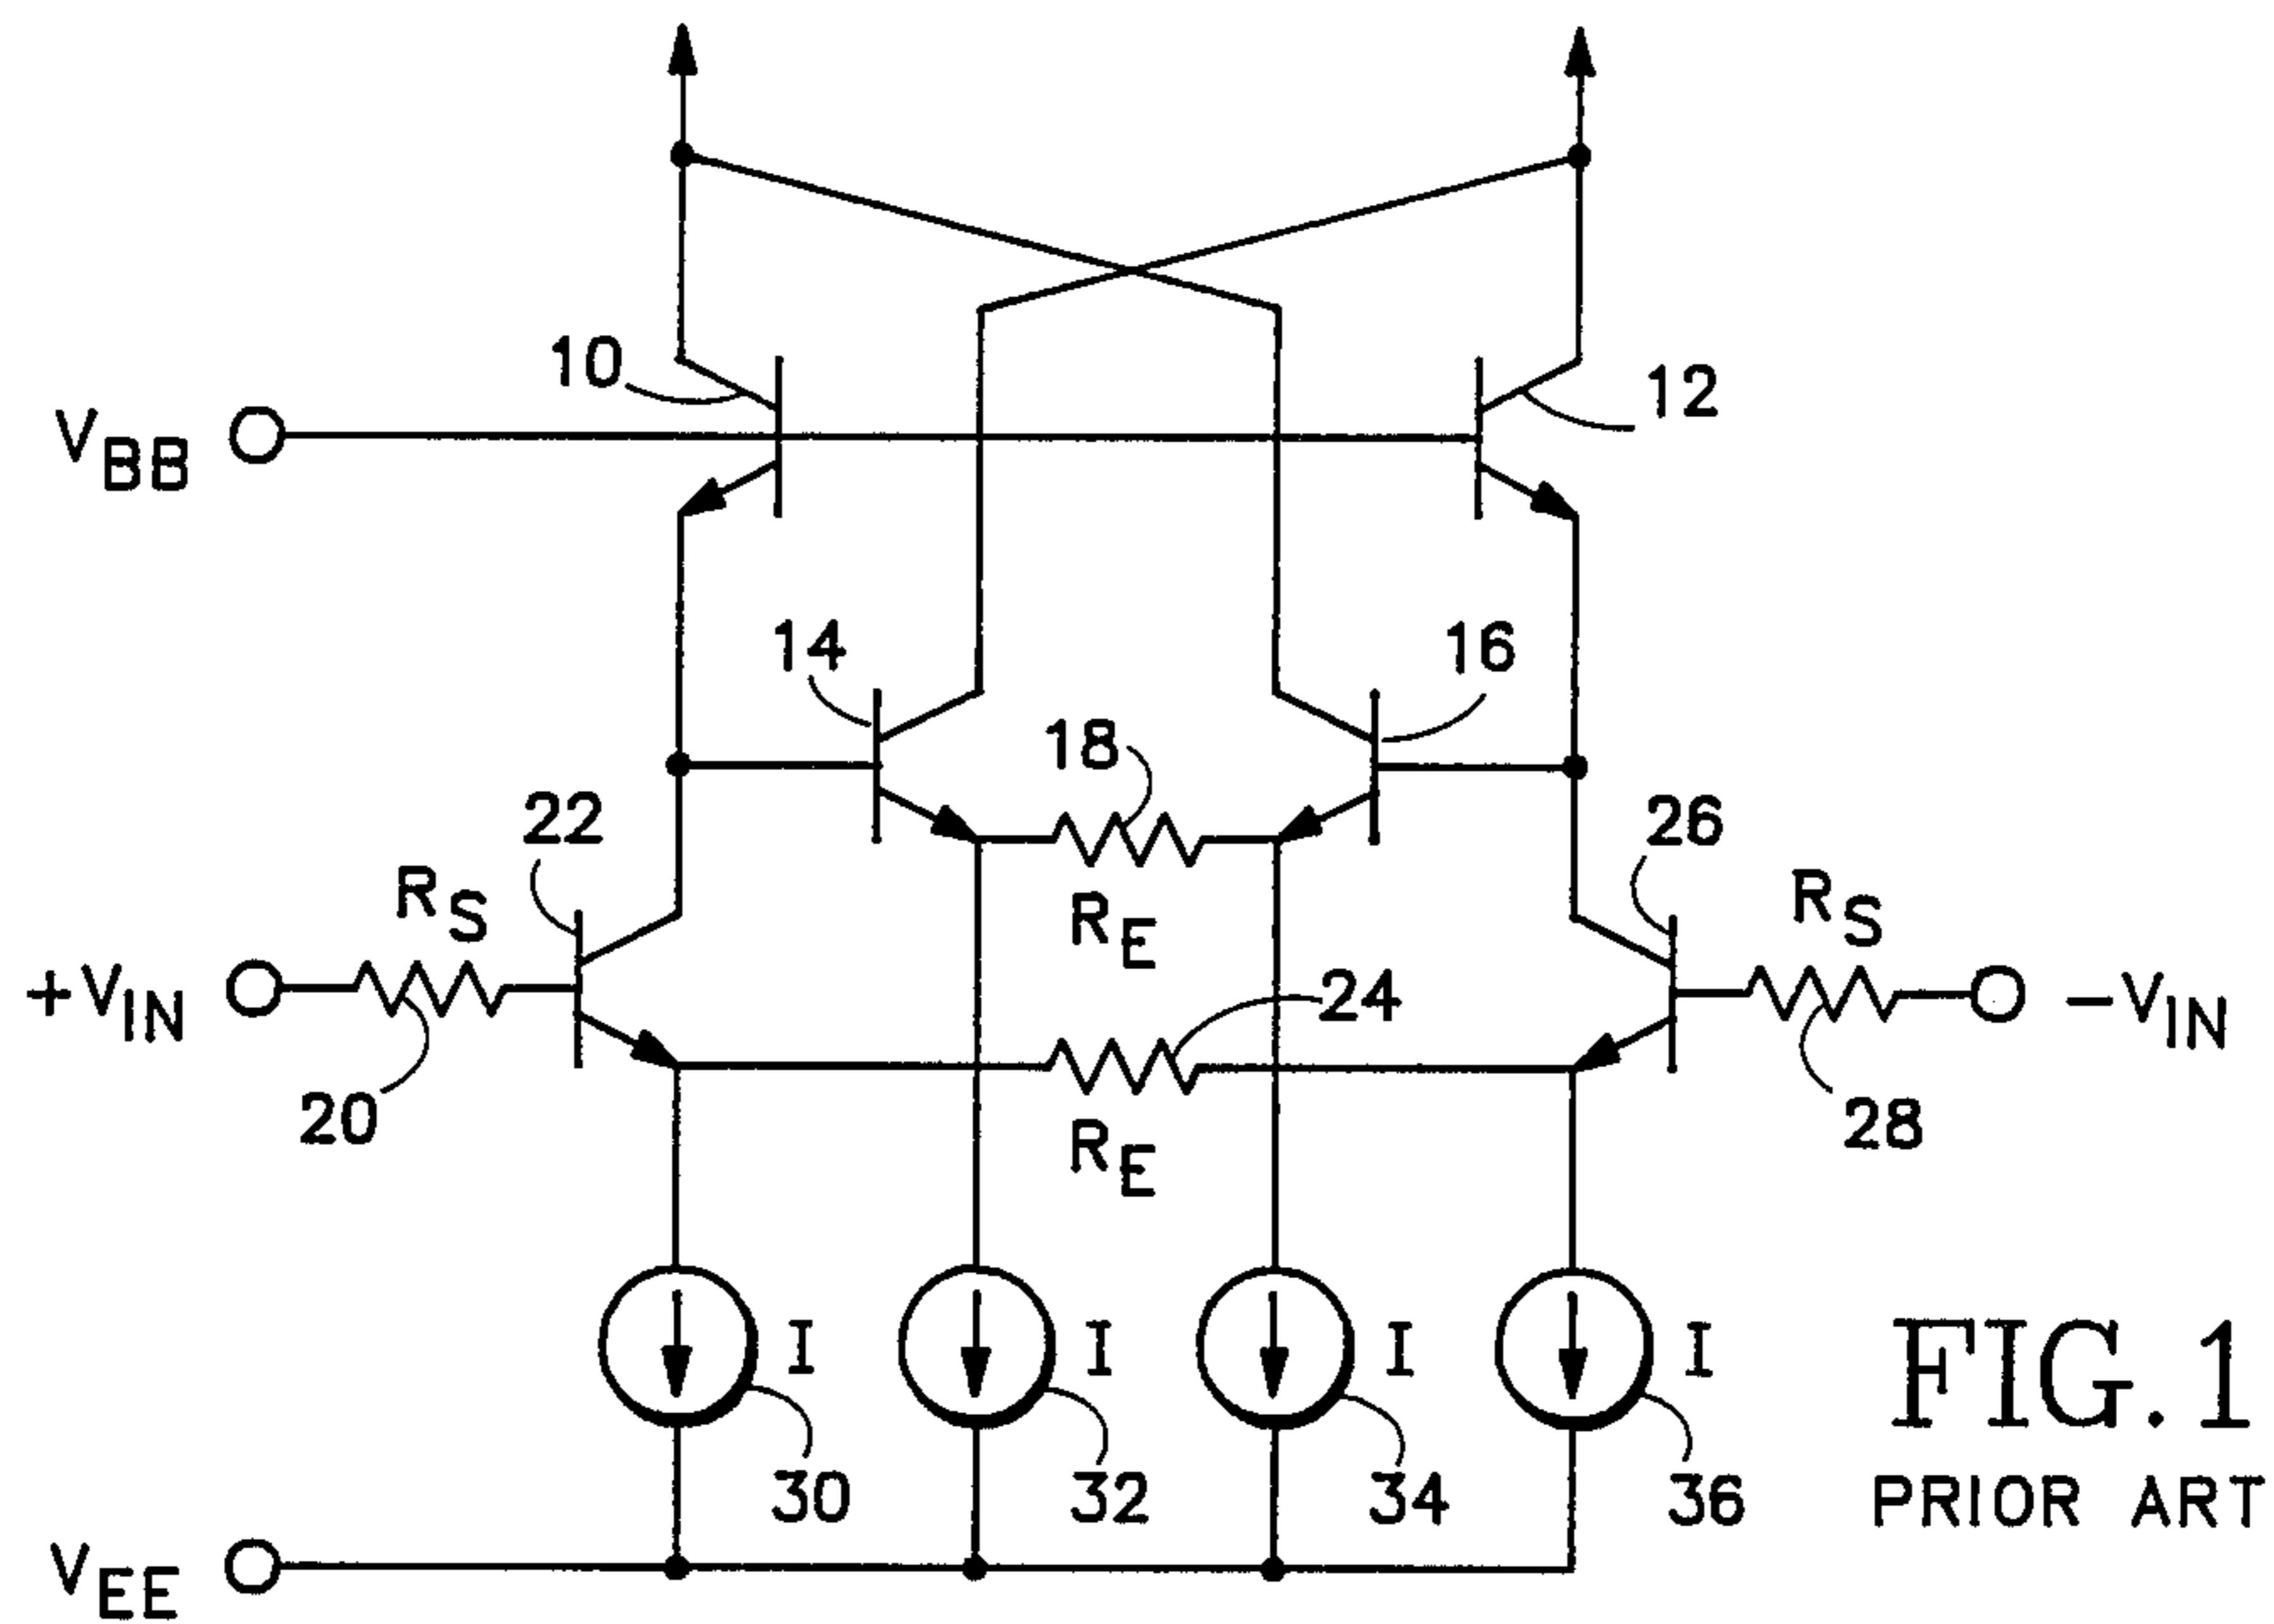 10
12
VBB
14
16
18
22
26
RS
RS
RE
+VIN
24
-VIN
20
28
RE
I
I
I
I
FIG. 1
30
32
34
36
PRIOR ART
VEE